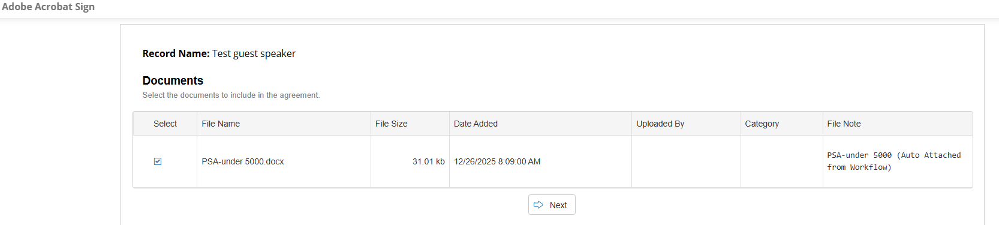 Adobe Acrobat Sign
Record Name: Test guest speaker
Documents
Select the documents to include in the agreement.
Select File Name File Size Date Added Uploaded By Category File Note
PSA-under 5000.docx 31.01 kb 12/26/2025 8:09:00 AM PSA-under 5000 (Auto Attached
from Workflow)
Next